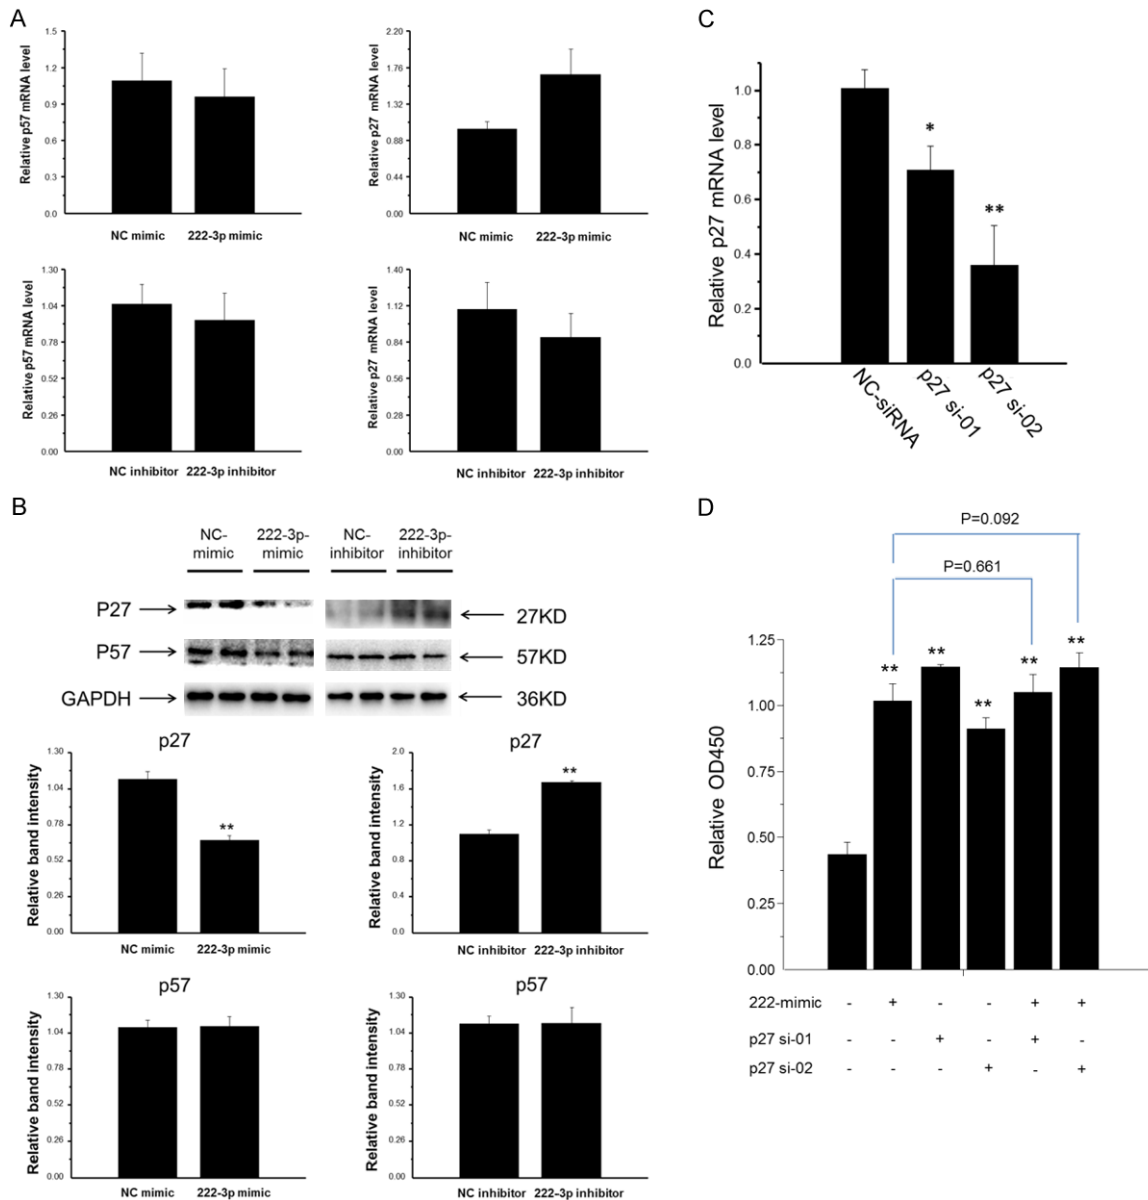 A
Relative p57 mRNA level
1.5
1.2
0.9
0.6
0.3
0.0
NC mimic 222-3p mimic
Relative p27 mRNA level
2.20
1.76
1.32
0.88
0.44
0.00
NC mimic 222-3p mimic
Relative p57 mRNA level
1.30
1.04
0.78
0.52
0.26
0.00
NC inhibitor 222-3p inhibitor
Relative p27 mRNA level
1.40
1.12
0.84
0.56
0.28
0.00
NC inhibitor 222-3p inhibitor
B
NC-
mimic
222-3p-
mimic
NC-
inhibitor
222-3p-
inhibitor
P27 27KD
P57 57KD
GAPDH 36KD
p27
Relative band intensity
1.30
1.04
0.78
0.52
0.26
0.00
**
NC mimic 222-3p mimic
p27
Relative band intensity
2.0
1.6
1.2
0.8
0.4
0.0
**
NC inhibitor 222-3p inhibitor
p57
Relative band intensity
1.30
1.04
0.78
0.52
0.26
0.00
NC mimic 222-3p mimic
p57
Relative band intensity
1.30
1.04
0.78
0.52
0.26
0.00
NC inhibitor 222-3p inhibitor
C
Relative p27 mRNA level
1.0
0.8
0.6
0.4
0.2
0.0
*
**
NC-siRNA
p27 si-01
p27 si-02
D
P=0.092
P=0.661
Relative OD450
1.25
1.00
0.75
0.50
0.25
0.00
** ** ** ** **
222-mimic - + - - + +
p27 si-01 - - + - + -
p27 si-02 - - - + - +